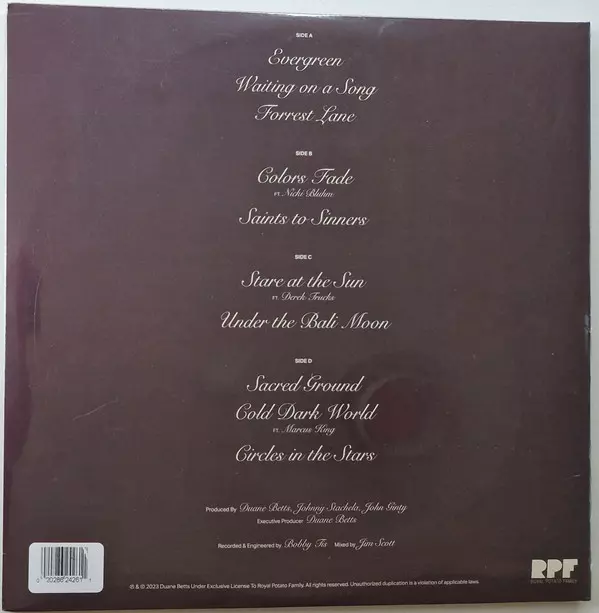 SIDE A
Evergreen
Waiting on a Song
Forrest Lane
SIDE B
Colors Fade
ft. Nicki Bluhm
Saints to Sinners
SIDE C
Stare at the Sun
ft. Derek Trucks
Under the Bali Moon
SIDE D
Sacred Ground
Cold Dark World
ft. Marcus King
Circles in the Stars
Produced By Duane Betts, Johnny Stachela, John Ginty
Executive Producer Duane Betts
Recorded & Engineered by Bobby Tis Mixed by Jim Scott
RPF
ROYAL POTATO FAMILY
℗ & © 2023 Duane Betts Under Exclusive License To Royal Potato Family. All rights reserved. Unauthorized duplication is a violation of applicable laws.